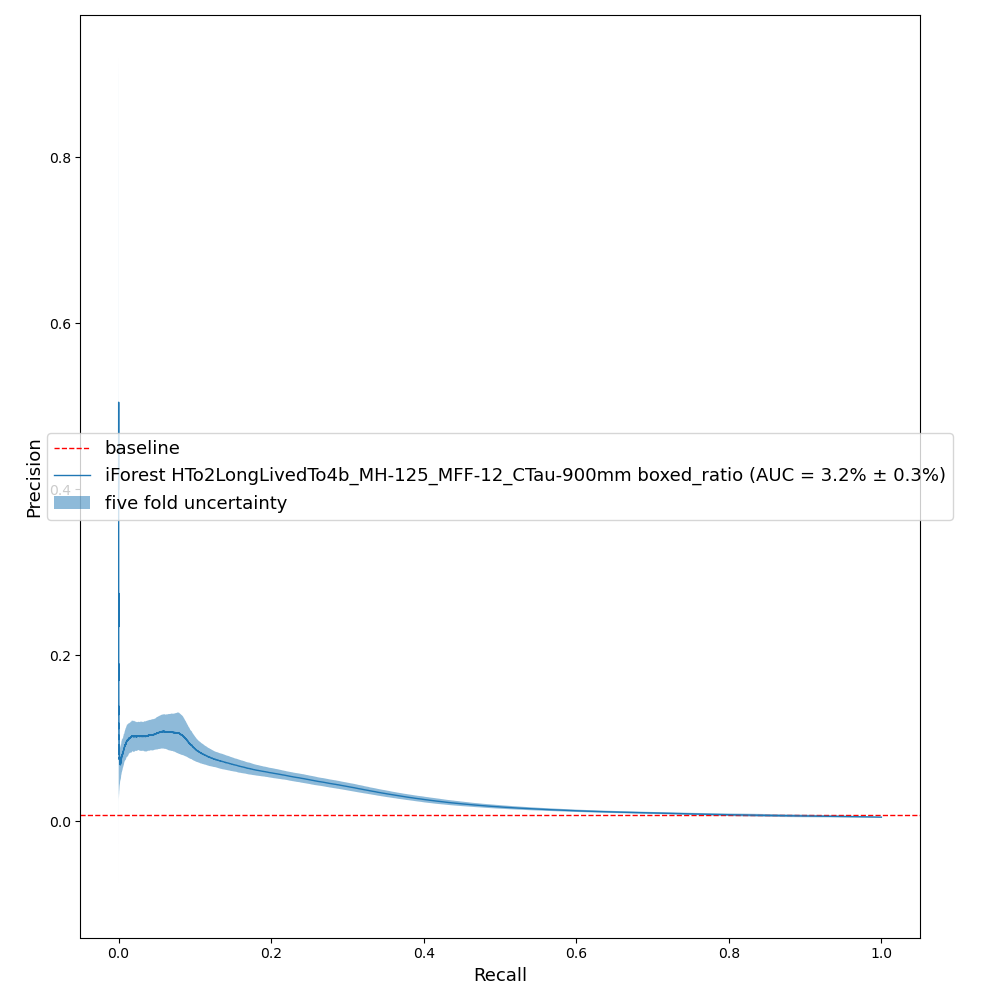 0.8
0.6
Precision
baseline
iForest HTo2LongLivedTo4b_MH-125_MFF-12_CTau-900mm boxed_ratio (AUC = 3.2% ± 0.3%)
0.4
five fold uncertainty
0.2
0.0
0.0 0.2 0.4 0.6 0.8 1.0
Recall